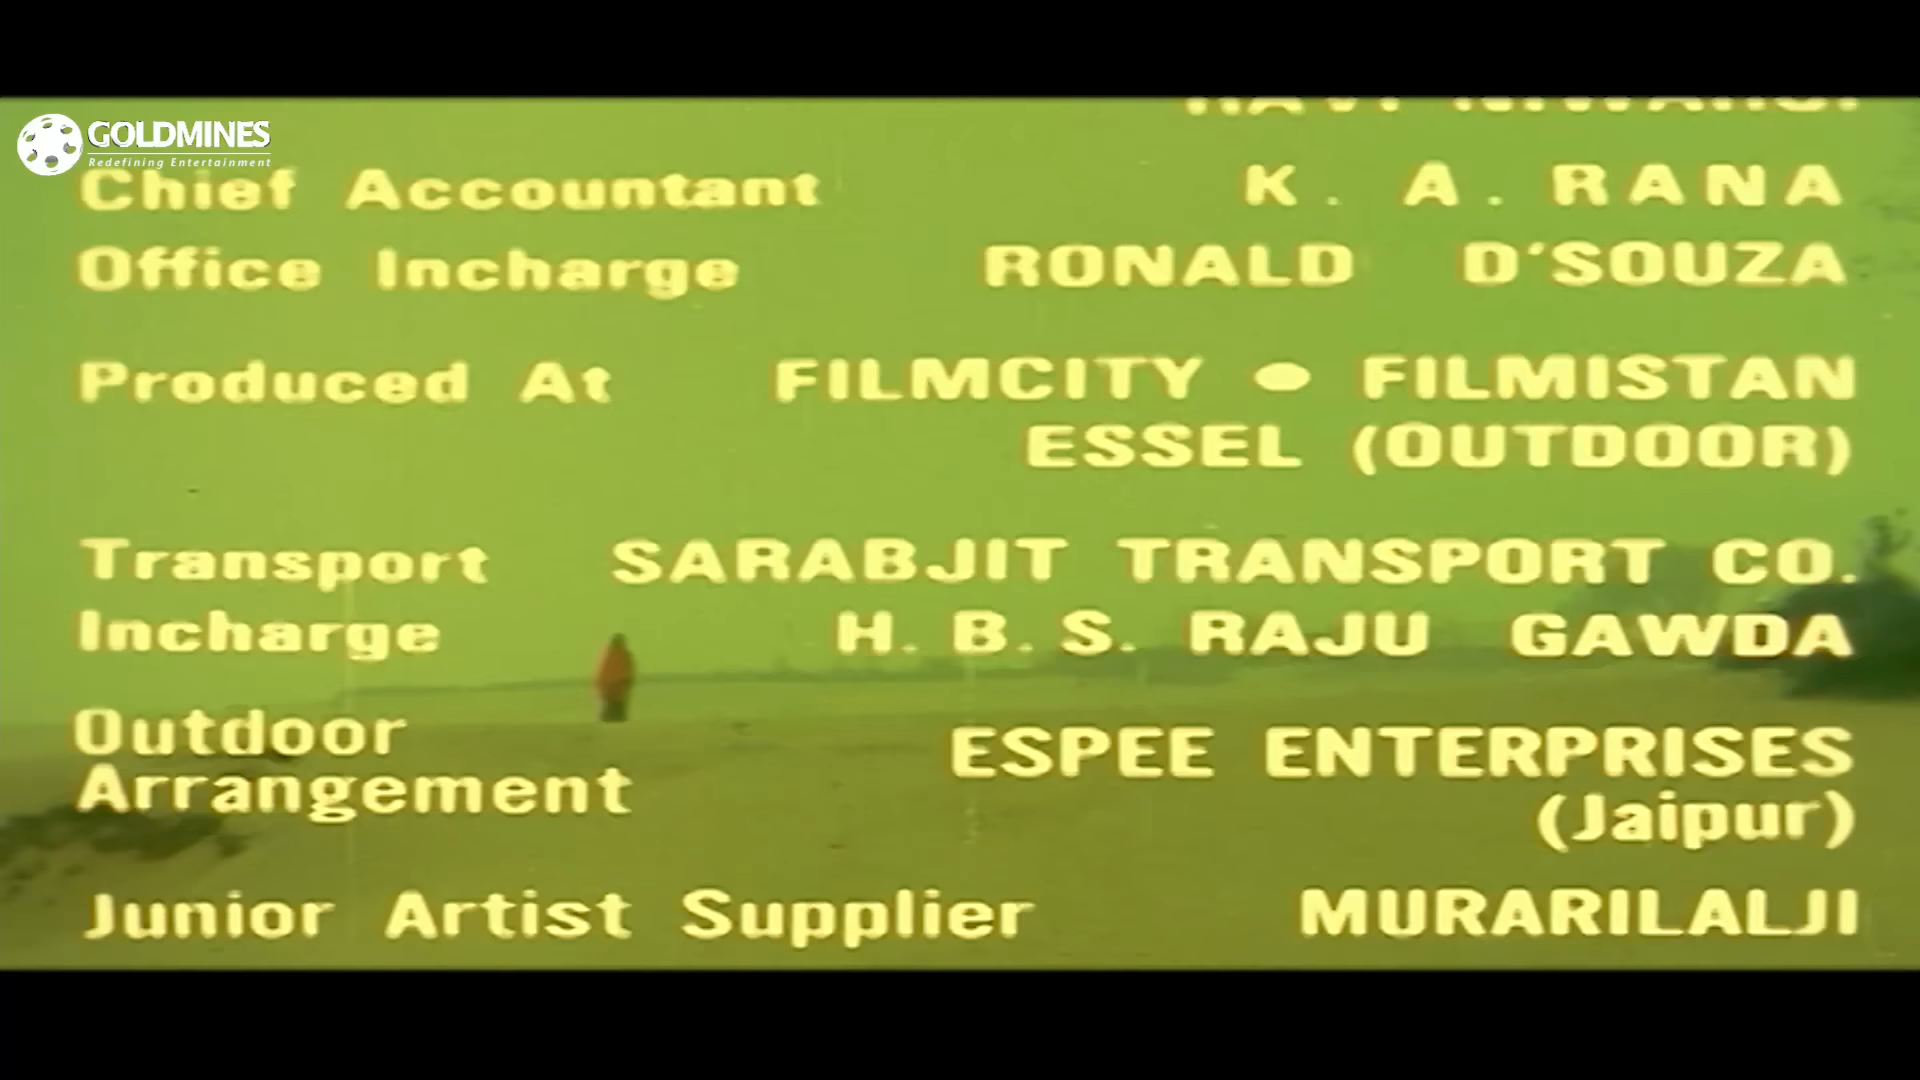 GOLDMINES
Redefining Entertainment
Chief Accountant K. A. RANA
Office Incharge RONALD D'SOUZA
Produced At FILMCITY ● FILMISTAN
ESSEL (OUTDOOR)
Transport SARABJIT TRANSPORT CO.
Incharge H. B. S. RAJU GAWDA
Outdoor
Arrangement ESPEE ENTERPRISES
(Jaipur)
Junior Artist Supplier MURARILALJI